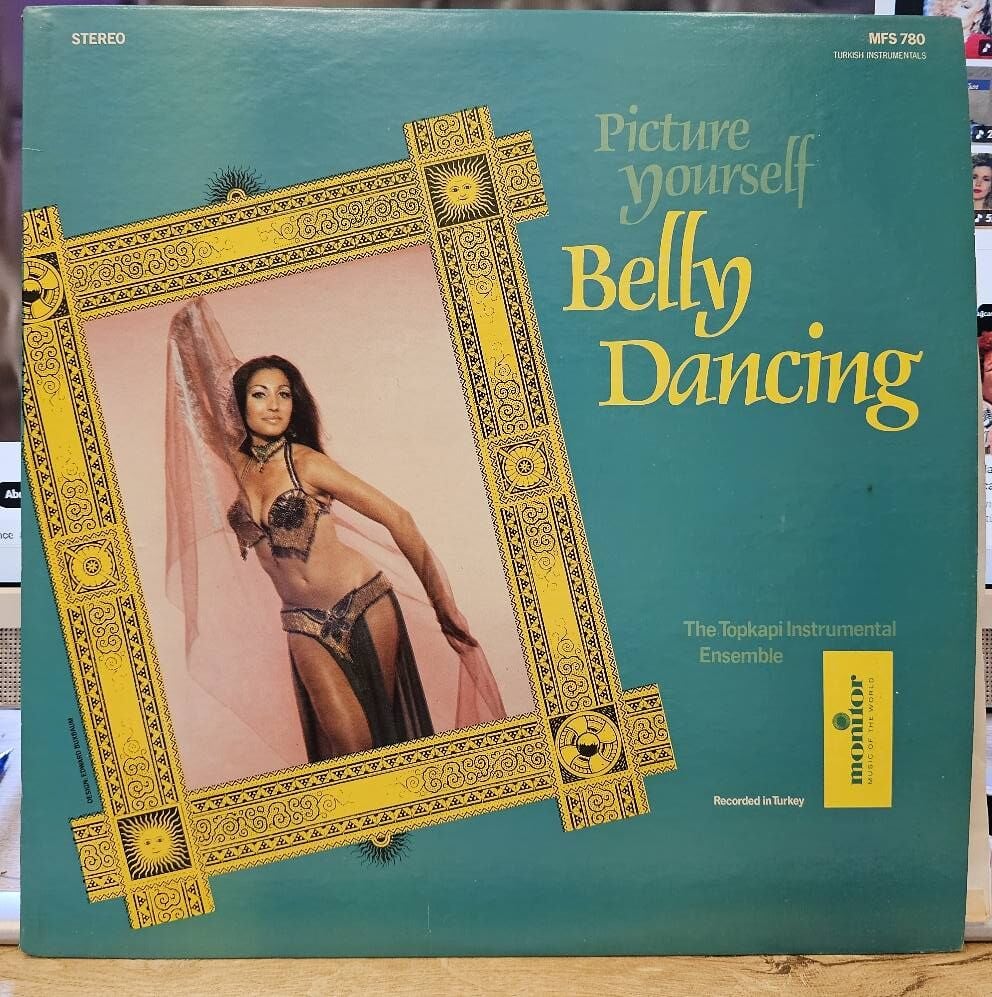 STEREO
MFS 780
TURKISH INSTRUMENTALS
Picture
yourself
Belly
Dancing
The Topkapi Instrumental
Ensemble
monitor
MUSIC OF THE WORLD
Recorded in Turkey
DESIGN: EDWARD BUXBAUM